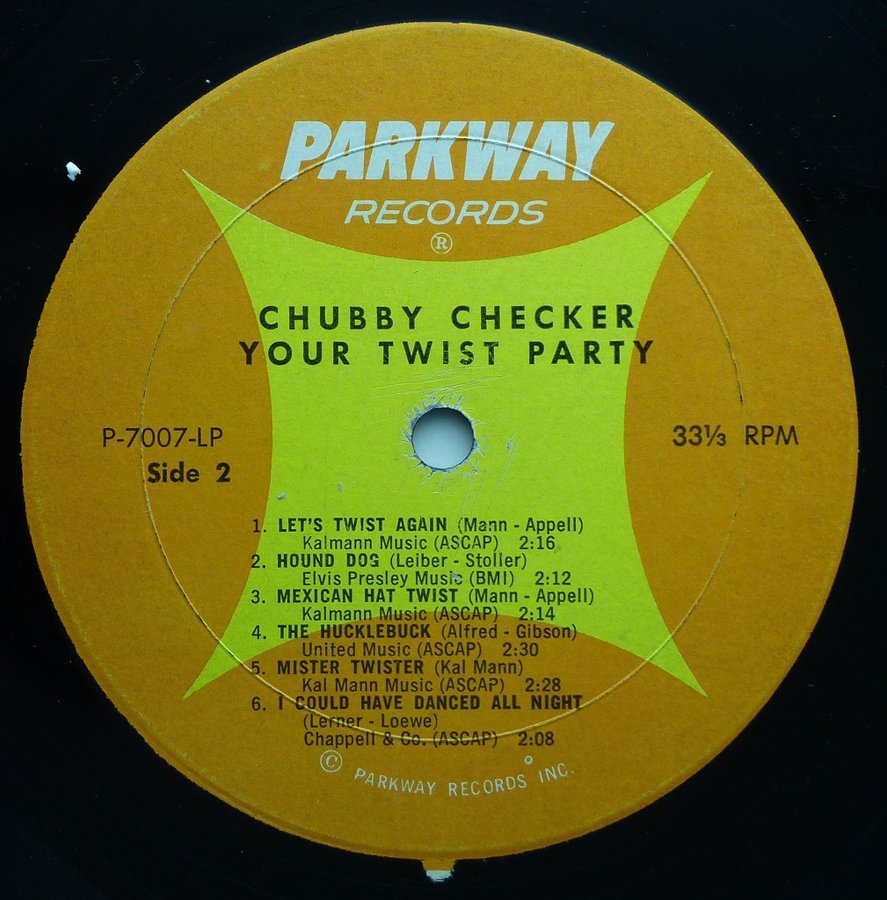 PARKWAY
RECORDS
®
CHUBBY CHECKER
YOUR TWIST PARTY
P-7007-LP
Side 2
33⅓ RPM
1. LET'S TWIST AGAIN (Mann - Appell)
Kalmann Music (ASCAP) 2:16
2. HOUND DOG (Leiber - Stoller)
Elvis Presley Music (BMI) 2:12
3. MEXICAN HAT TWIST (Mann - Appell)
Kalmann Music (ASCAP) 2:14
4. THE HUCKLEBUCK (Alfred - Gibson)
United Music (ASCAP) 2:30
5. MISTER TWISTER (Kal Mann)
Kal Mann Music (ASCAP) 2:28
6. I COULD HAVE DANCED ALL NIGHT
(Lerner - Loewe)
Chappell & Co. (ASCAP) 2:08
© PARKWAY RECORDS INC.